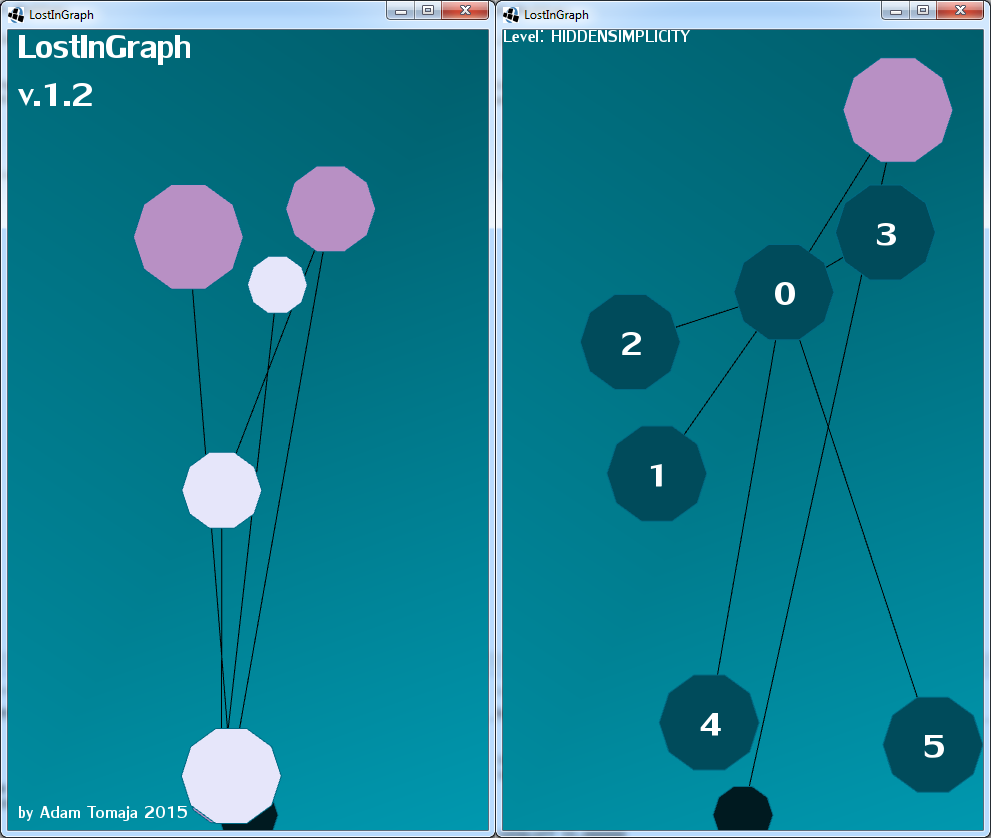 LostInGraph
LostInGraph
v.1.2
by Adam Tomaja 2015
LostInGraph
Level: HIDDENSIMPLICITY
3
0
2
1
4
5